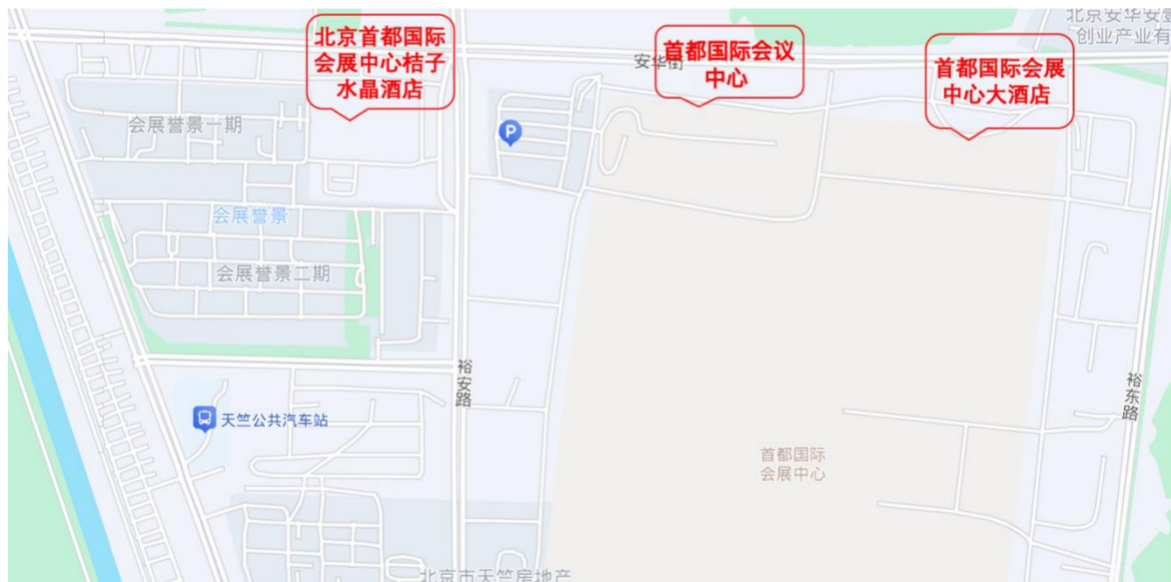 北京首都国际
会展中心桔子
水晶酒店
首都国际会议
中心
首都国际会展
中心大酒店
北京安华安
创业产业有
安华街
会展誉景一期
P
会展誉景
会展誉景二期
裕安路
裕东路
天竺公共汽车站
首都国际
会展中心
北京市天竺房地产